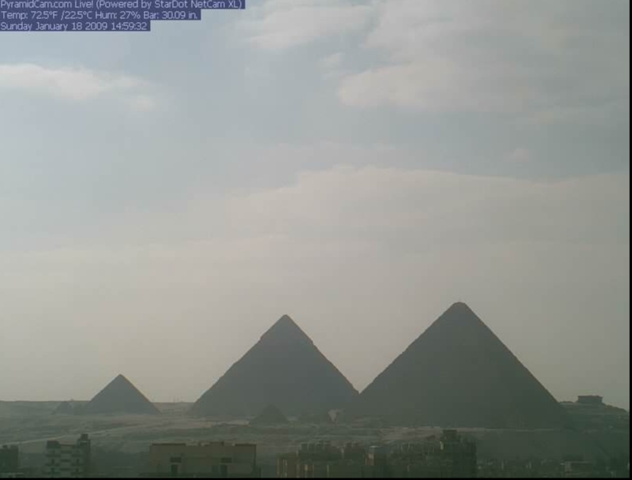 PyramidCam.com Live! (Powered by StarDot NetCam XL)
Temp: 72.5°F /22.5°C Hum: 27% Bar: 30.09 in.
Sunday January 18 2009 14:59:32